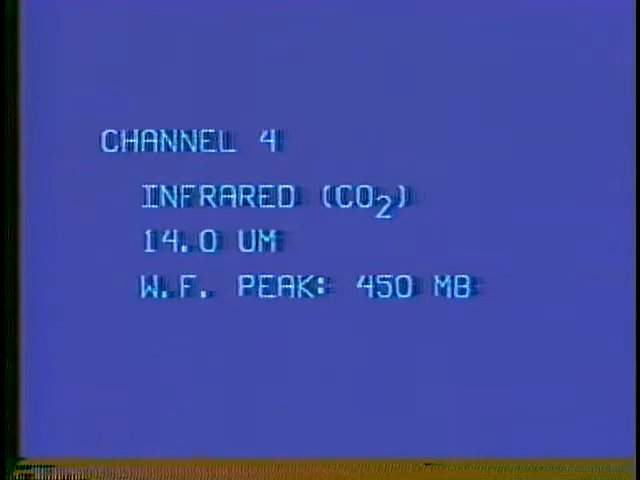 CHANNEL 4
INFRARED (CO₂)
14.0 UM
W.F. PEAK: 450 MB